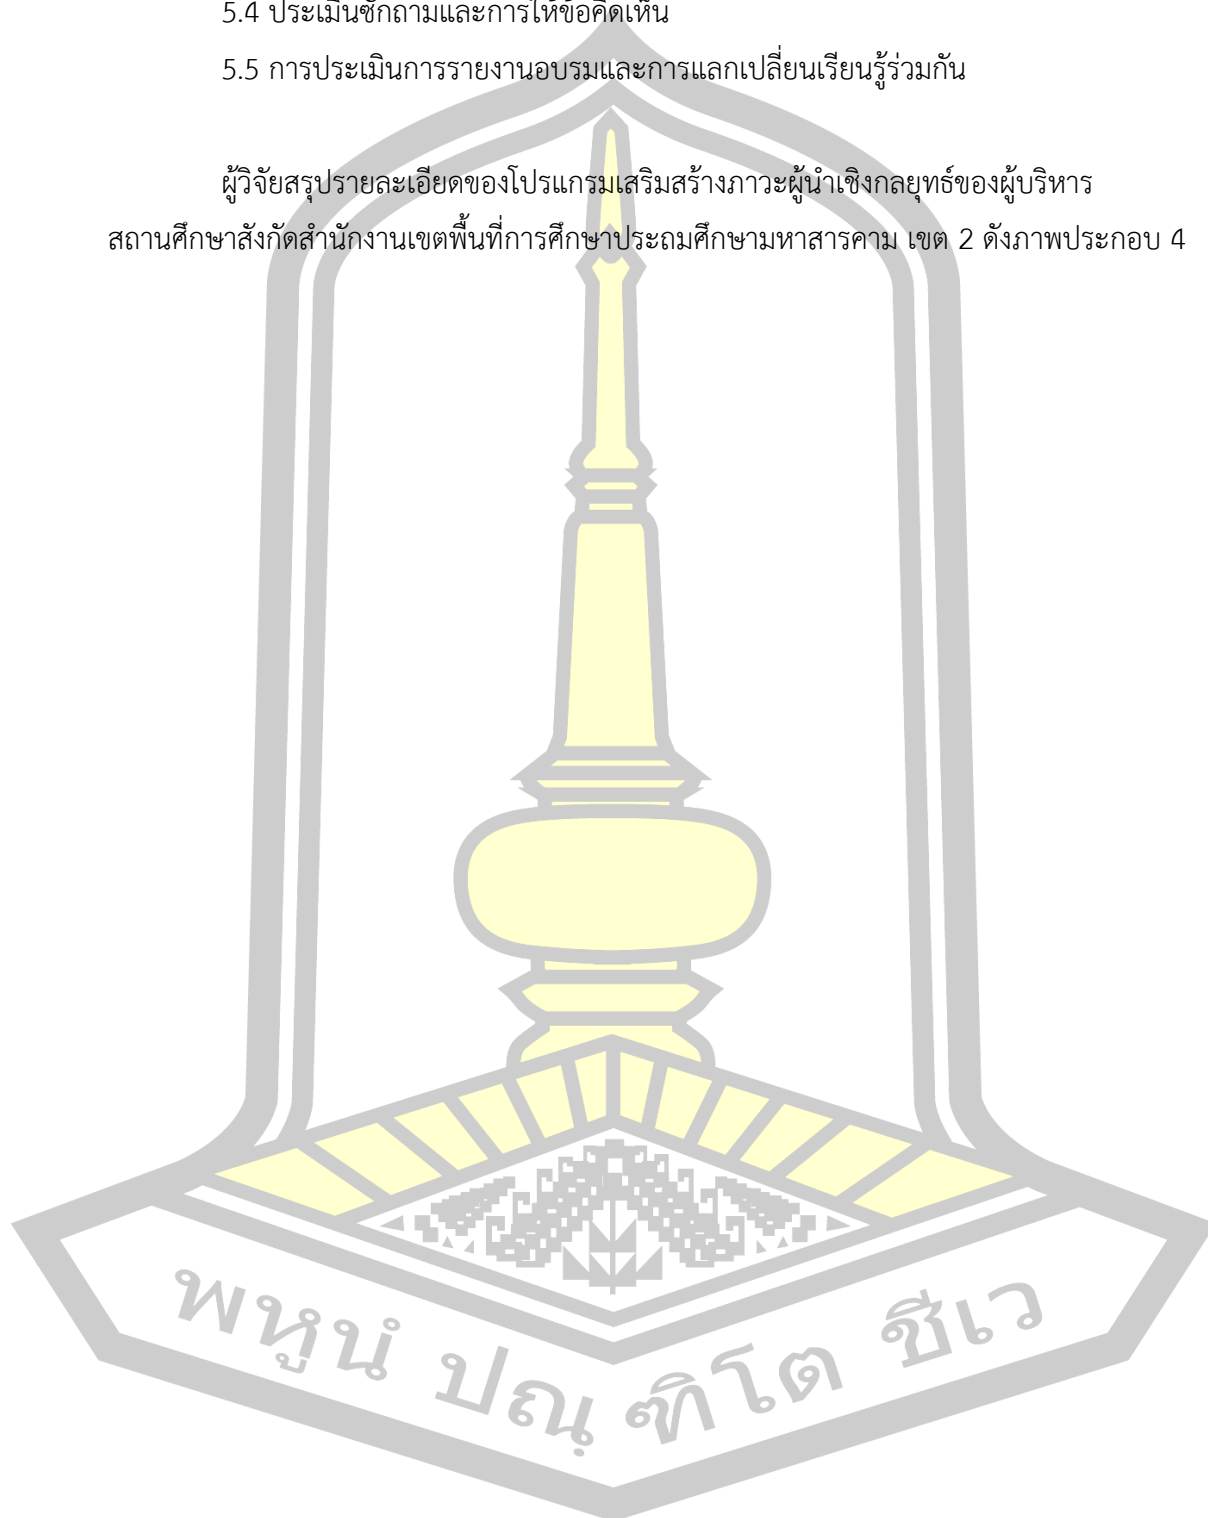 5.4 ประเมินซักถามและการให้ข้อคิดเห็น
5.5 การประเมินการรายงานอบรมและการแลกเปลี่ยนเรียนรู้ร่วมกัน
ผู้วิจัยสรุปรายละเอียดของโปรแกรมเสริมสร้างภาวะผู้นำเชิงกลยุทธ์ของผู้บริหาร
สถานศึกษาสังกัดสำนักงานเขตพื้นที่การศึกษาประถมศึกษามหาสารคาม เขต 2 ดังภาพประกอบ 4
พหูนํ ปณฺฑิโต ชีเว